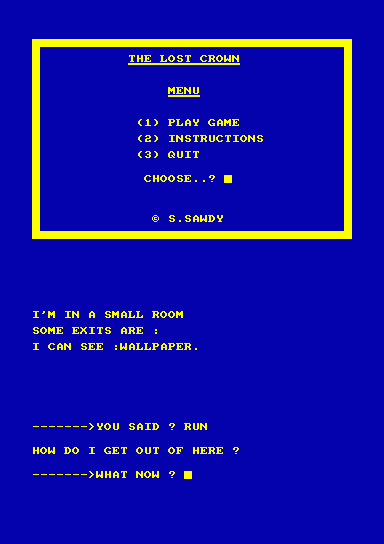 THE LOST CROWN
MENU
(1) PLAY GAME
(2) INSTRUCTIONS
(3) QUIT
CHOOSE..?
© S.SAWDY
I'M IN A SMALL ROOM
SOME EXITS ARE :
I CAN SEE :WALLPAPER.
------->YOU SAID ? RUN
HOW DO I GET OUT OF HERE ?
------->WHAT NOW ?